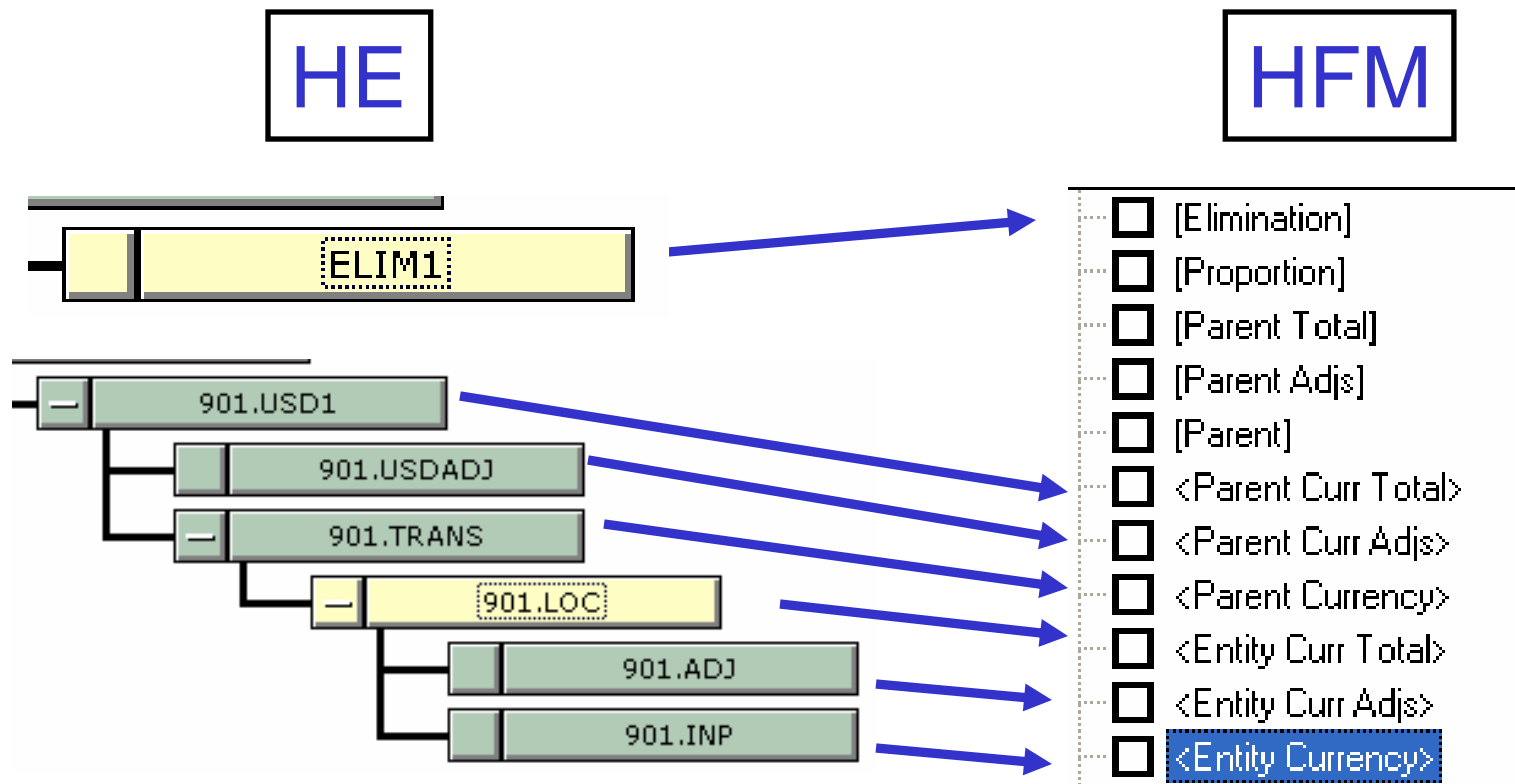 HE
HFM
ELIM1
901.USD1
901.USDADJ
901.TRANS
901.LOC
901.ADJ
901.INP
[Elimination]
[Proportion]
[Parent Total]
[Parent Adjs]
[Parent]
<Parent Curr Total>
<Parent Curr Adjs>
<Parent Currency>
<Entity Curr Total>
<Entity Curr Adjs>
<Entity Currency>